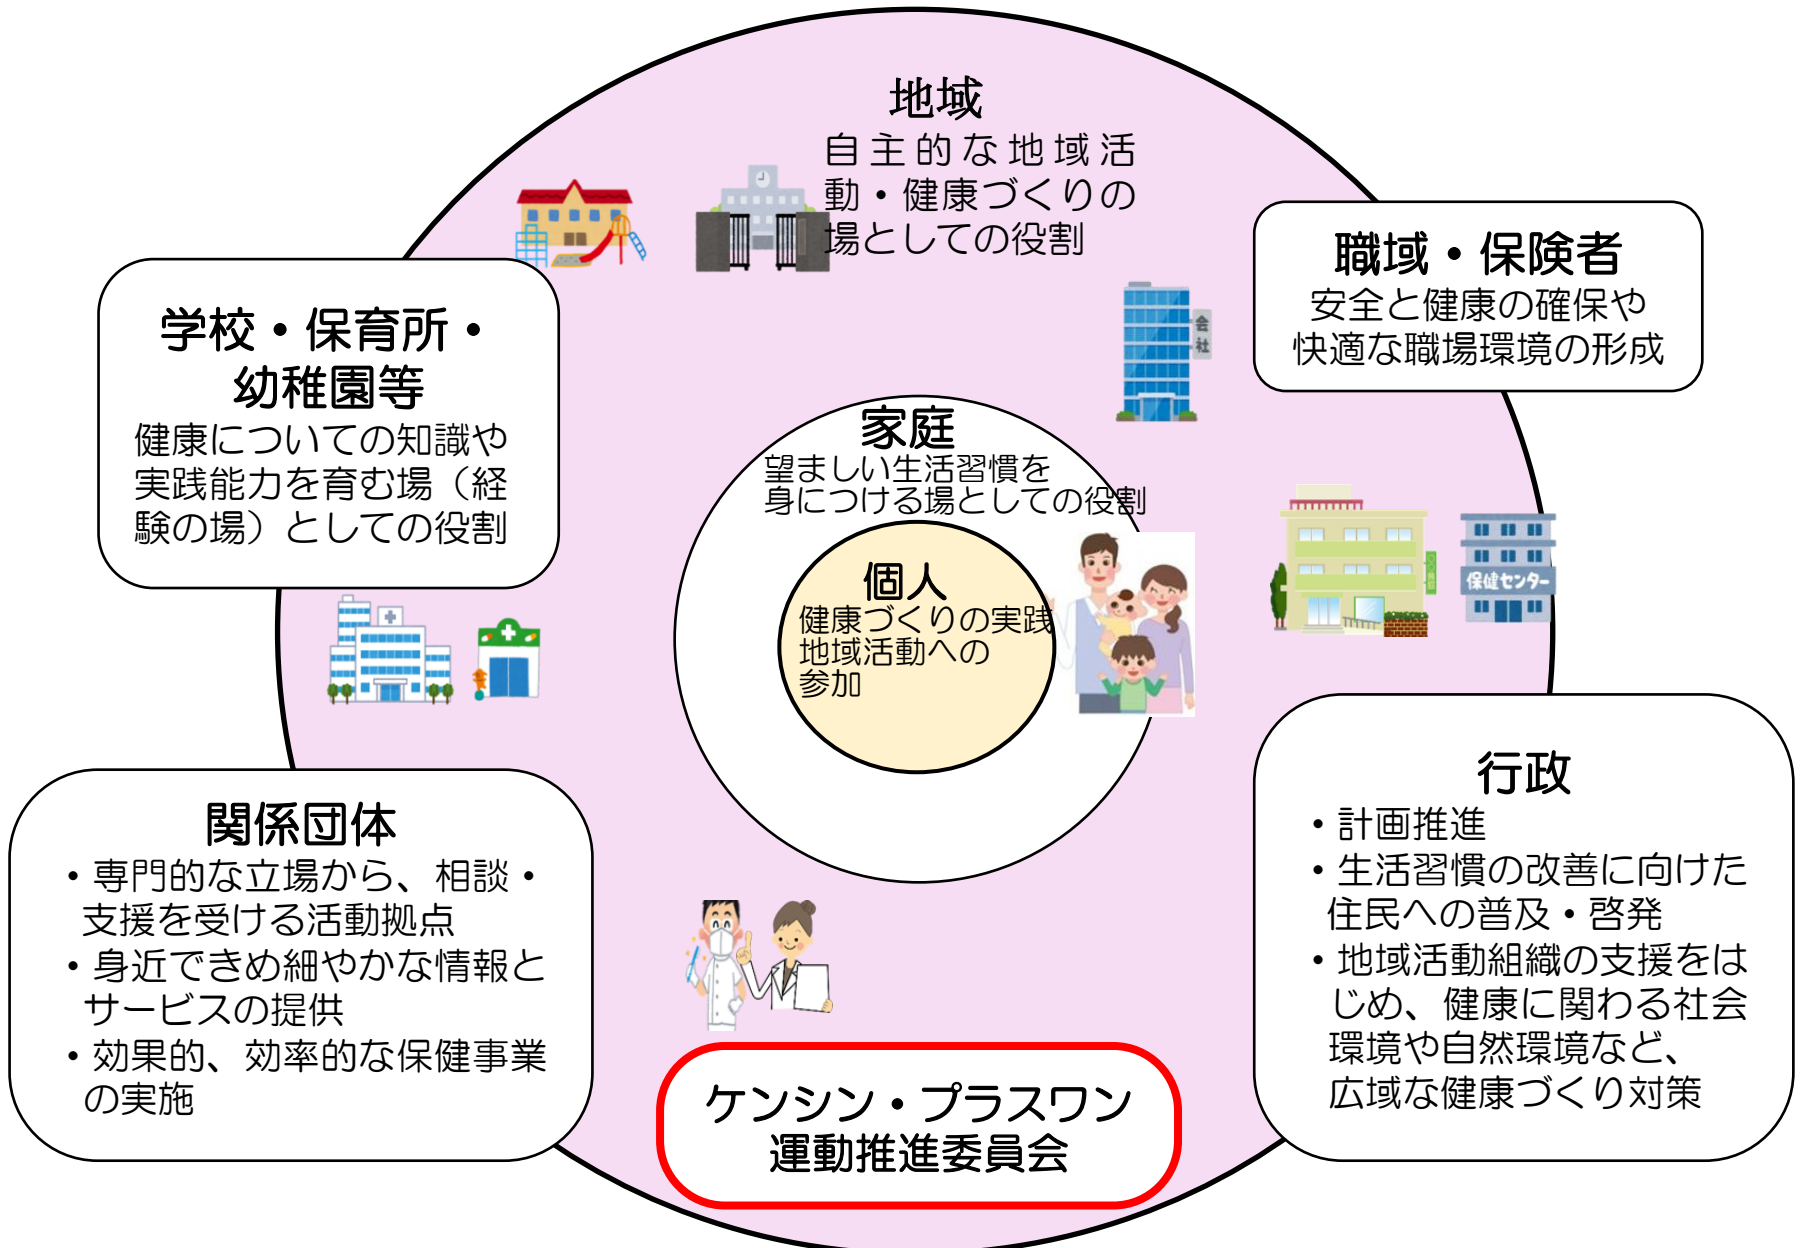 地域
自主的な地域活
動・健康づくりの
場としての役割
職域・保険者
安全と健康の確保や
快適な職場環境の形成
学校・保育所・
幼稚園等
健康についての知識や
実践能力を育む場（経
験の場）としての役割
会社
家庭
望ましい生活習慣を
身につける場としての役割
個人
健康づくりの実践
地域活動への
参加
保健センター
関係団体
・専門的な立場から、相談・
支援を受ける活動拠点
・身近できめ細やかな情報と
サービスの提供
・効果的、効率的な保健事業
の実施
行政
・計画推進
・生活習慣の改善に向けた
住民への普及・啓発
・地域活動組織の支援をは
じめ、健康に関わる社会
環境や自然環境など、
広域な健康づくり対策
ケンシン・プラスワン
運動推進委員会